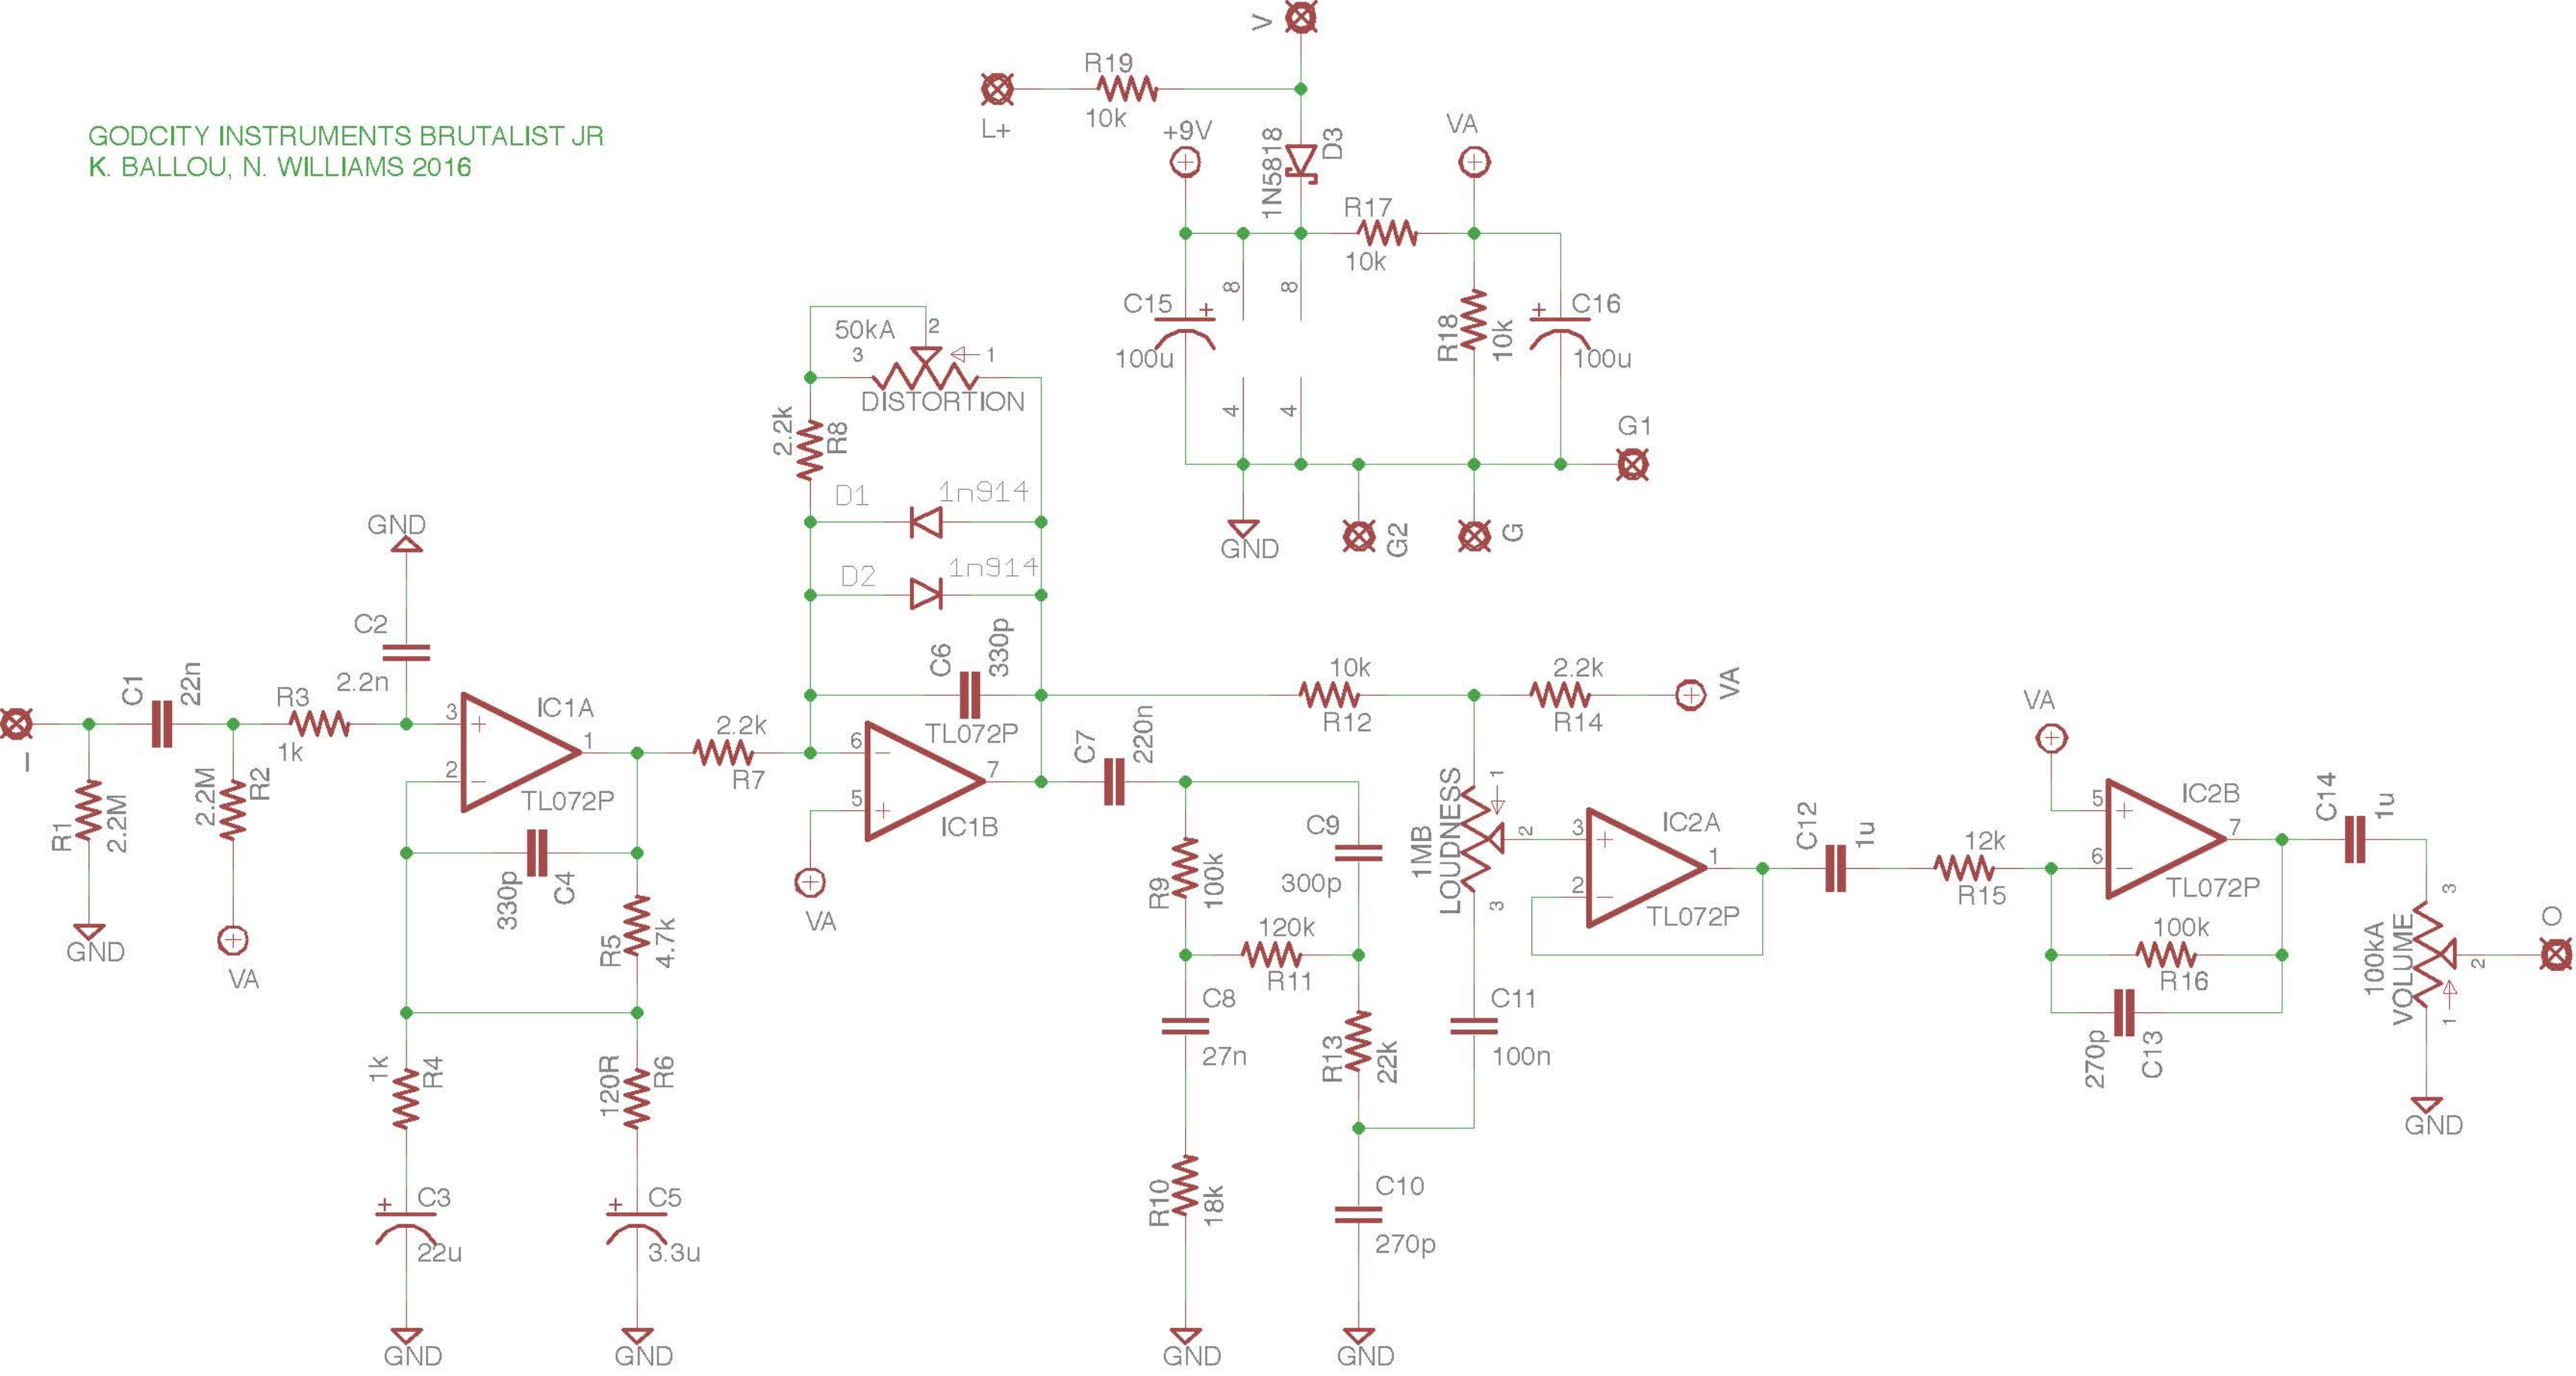 V
R19
10k
L+
+9V
1N5818
D3
VA
GODCITY INSTRUMENTS BRUTALIST JR
K. BALLOU, N. WILLIAMS 2016
R17
10k
8
8
C15
+
100u
R18
10k
+
C16
100u
4
4
G1
GND
G2
G
50kA
2
3
1
DISTORTION
2.2k
R8
D1
1n914
D2
1n914
C6
330p
GND
C2
2.2n
C1
22n
R3
1k
I
R1
2.2M
2.2M
R2
GND
VA
3
2
1
IC1A
TL072P
330p
C4
R5
4.7k
1k
R4
120R
R6
+
C3
22u
+
C5
3.3u
GND
GND
2.2k
R7
6
5
7
TL072P
IC1B
VA
C7
220n
10k
R12
2.2k
R14
VA
R9
100k
C9
300p
120k
R11
C8
27n
R13
22k
R10
18k
C10
270p
GND
GND
1MB
LOUDNESS
1
2
3
C11
100n
3
2
1
IC2A
TL072P
C12
1u
12k
R15
VA
5
6
7
IC2B
TL072P
100k
R16
270p
C13
C14
1u
3
100kA
VOLUME
2
1
O
GND